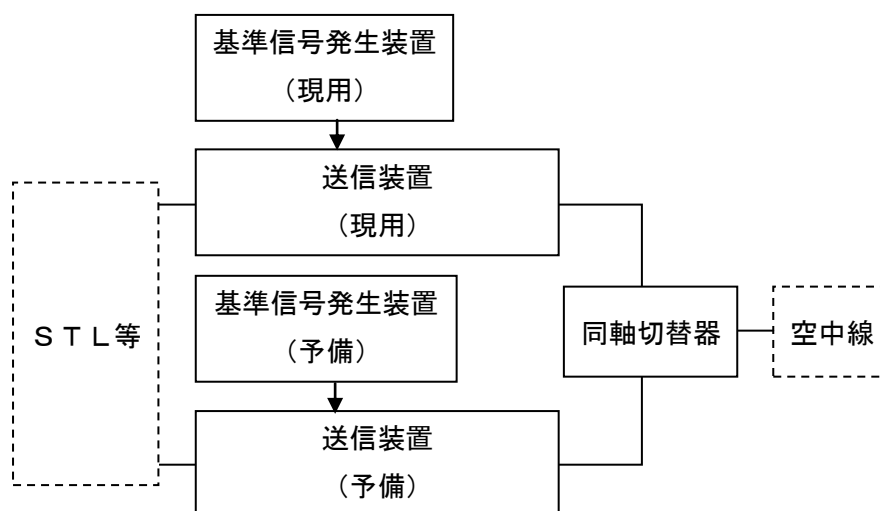 基準信号発生装置
（現用）
送信装置
（現用）
基準信号発生装置
（予備）
ＳＴＬ等
同軸切替器
空中線
送信装置
（予備）